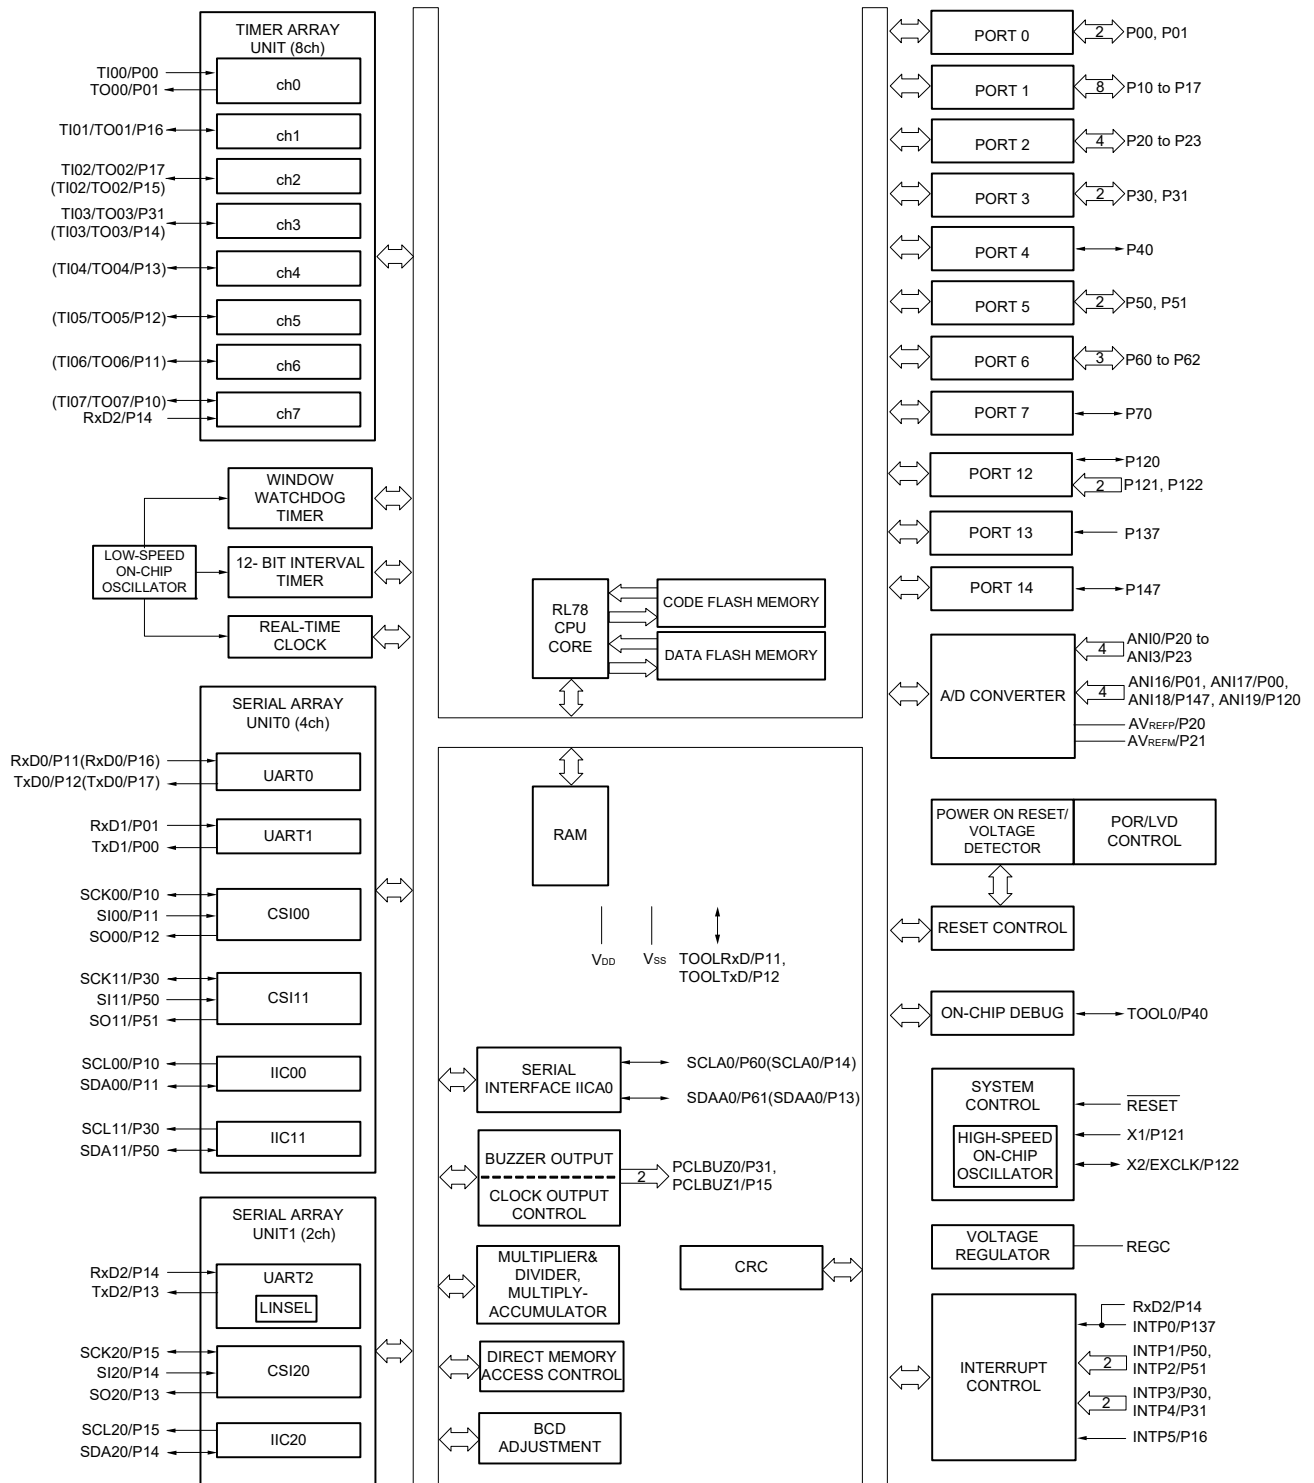 TIMER ARRAY
UNIT (8ch)
TI00/P00
TO00/P01
ch0
TI01/TO01/P16
ch1
TI02/TO02/P17
(TI02/TO02/P15)
ch2
TI03/TO03/P31
(TI03/TO03/P14)
ch3
(TI04/TO04/P13)
ch4
(TI05/TO05/P12)
ch5
(TI06/TO06/P11)
ch6
(TI07/TO07/P10)
RxD2/P14
ch7
WINDOW
WATCHDOG
TIMER
LOW-SPEED
ON-CHIP
OSCILLATOR
12- BIT INTERVAL
TIMER
REAL-TIME
CLOCK
SERIAL ARRAY
UNIT0 (4ch)
RxD0/P11(RxD0/P16)
TxD0/P12(TxD0/P17)
UART0
RxD1/P01
TxD1/P00
UART1
SCK00/P10
SI00/P11
SO00/P12
CSI00
SCK11/P30
SI11/P50
SO11/P51
CSI11
SCL00/P10
SDA00/P11
IIC00
SCL11/P30
SDA11/P50
IIC11
SERIAL ARRAY
UNIT1 (2ch)
RxD2/P14
TxD2/P13
UART2
LINSEL
SCK20/P15
SI20/P14
SO20/P13
CSI20
SCL20/P15
SDA20/P14
IIC20
RL78
CPU
CORE
CODE FLASH MEMORY
DATA FLASH MEMORY
RAM
VDD
VSS
TOOLRxD/P11,
TOOLTxD/P12
SERIAL
INTERFACE IICA0
SCLA0/P60(SCLA0/P14)
SDAA0/P61(SDAA0/P13)
BUZZER OUTPUT
CLOCK OUTPUT
CONTROL
2
PCLBUZ0/P31,
PCLBUZ1/P15
MULTIPLIER&
DIVIDER,
MULTIPLY-
ACCUMULATOR
CRC
DIRECT MEMORY
ACCESS CONTROL
BCD
ADJUSTMENT
PORT 0
2
P00, P01
PORT 1
8
P10 to P17
PORT 2
4
P20 to P23
PORT 3
2
P30, P31
PORT 4
P40
PORT 5
2
P50, P51
PORT 6
3
P60 to P62
PORT 7
P70
PORT 12
P120
2
P121, P122
PORT 13
P137
PORT 14
P147
A/D CONVERTER
4
ANI0/P20 to
ANI3/P23
4
ANI16/P01, ANI17/P00,
ANI18/P147, ANI19/P120
AVREFP/P20
AVREFM/P21
POWER ON RESET/
VOLTAGE
DETECTOR
POR/LVD
CONTROL
RESET CONTROL
ON-CHIP DEBUG
TOOL0/P40
SYSTEM
CONTROL
HIGH-SPEED
ON-CHIP
OSCILLATOR
RESET
X1/P121
X2/EXCLK/P122
VOLTAGE
REGULATOR
REGC
INTERRUPT
CONTROL
RxD2/P14
INTP0/P137
2
INTP1/P50,
INTP2/P51
2
INTP3/P30,
INTP4/P31
INTP5/P16